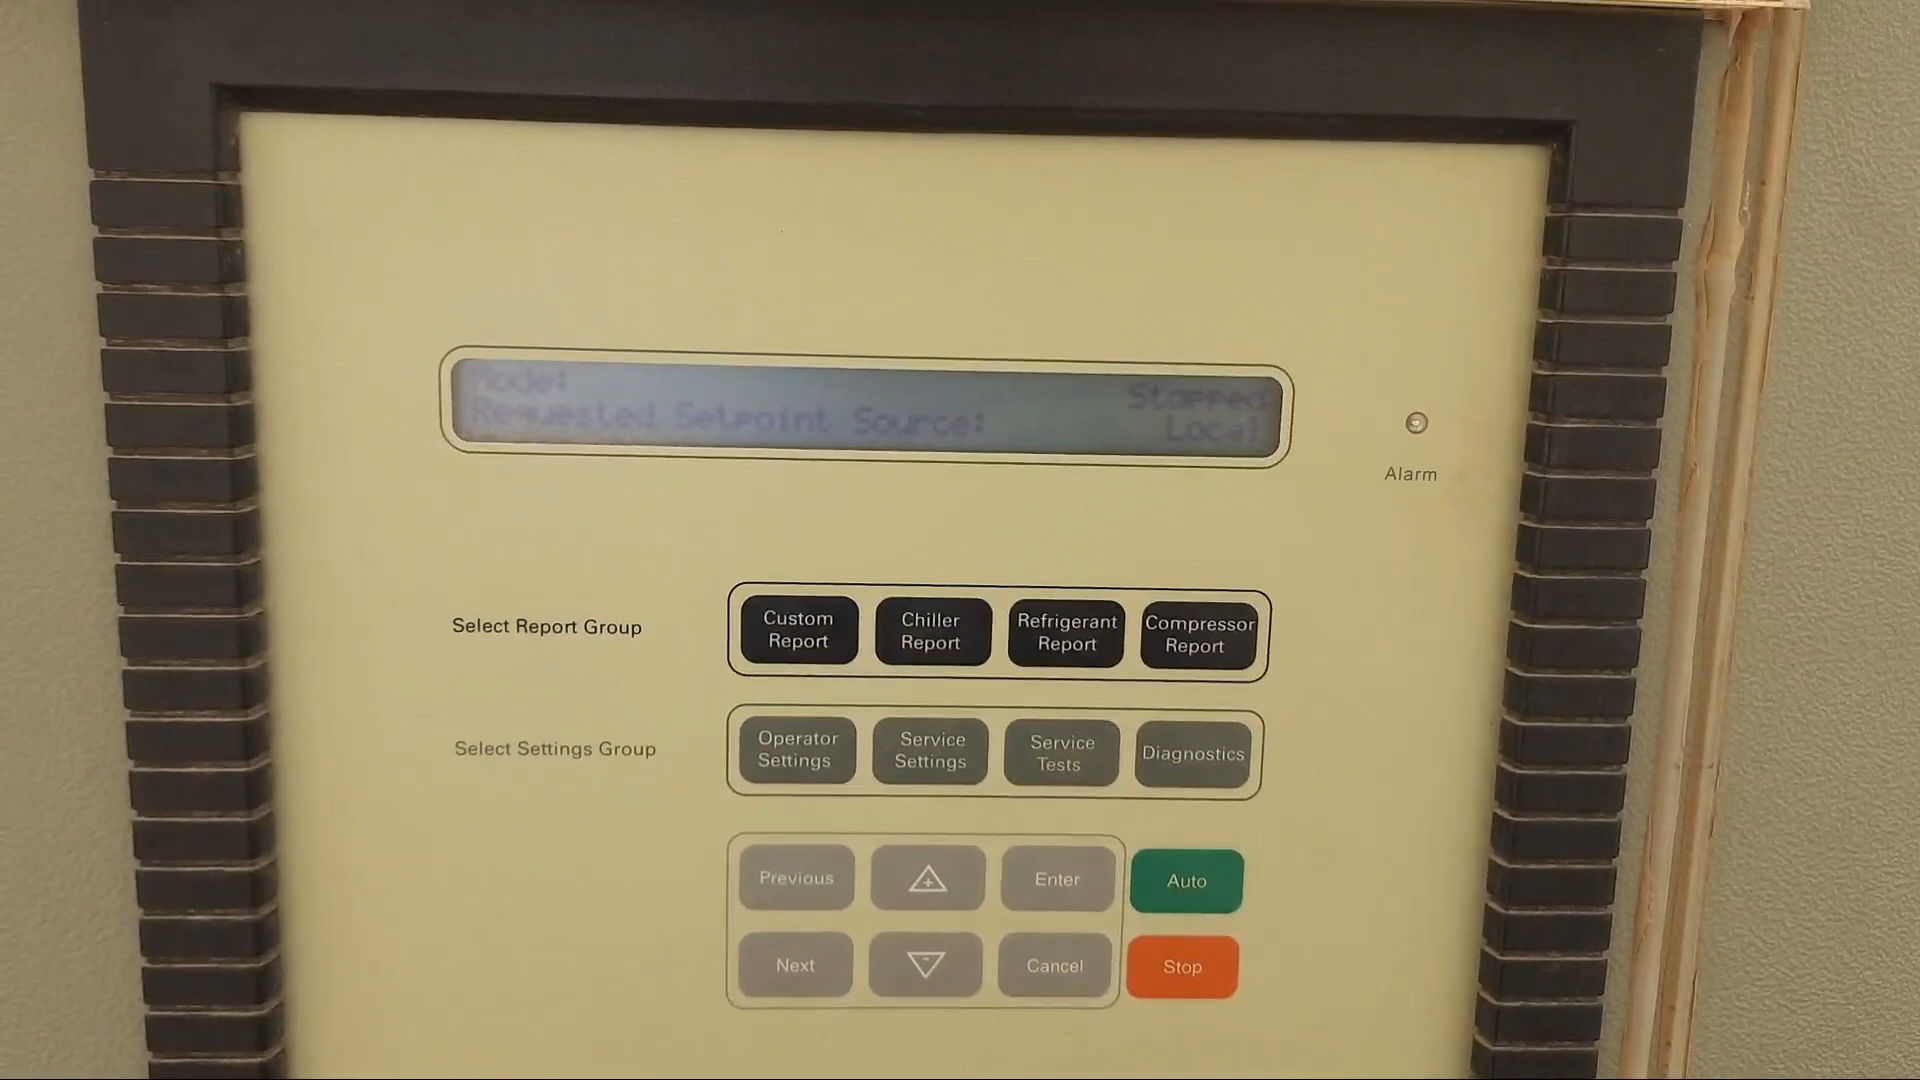 Mode: Stopped
Requested Setpoint Source: Local
Alarm
Select Report Group
Custom Report
Chiller Report
Refrigerant Report
Compressor Report
Select Settings Group
Operator Settings
Service Settings
Service Tests
Diagnostics
Previous
+
Enter
Auto
Next
-
Cancel
Stop